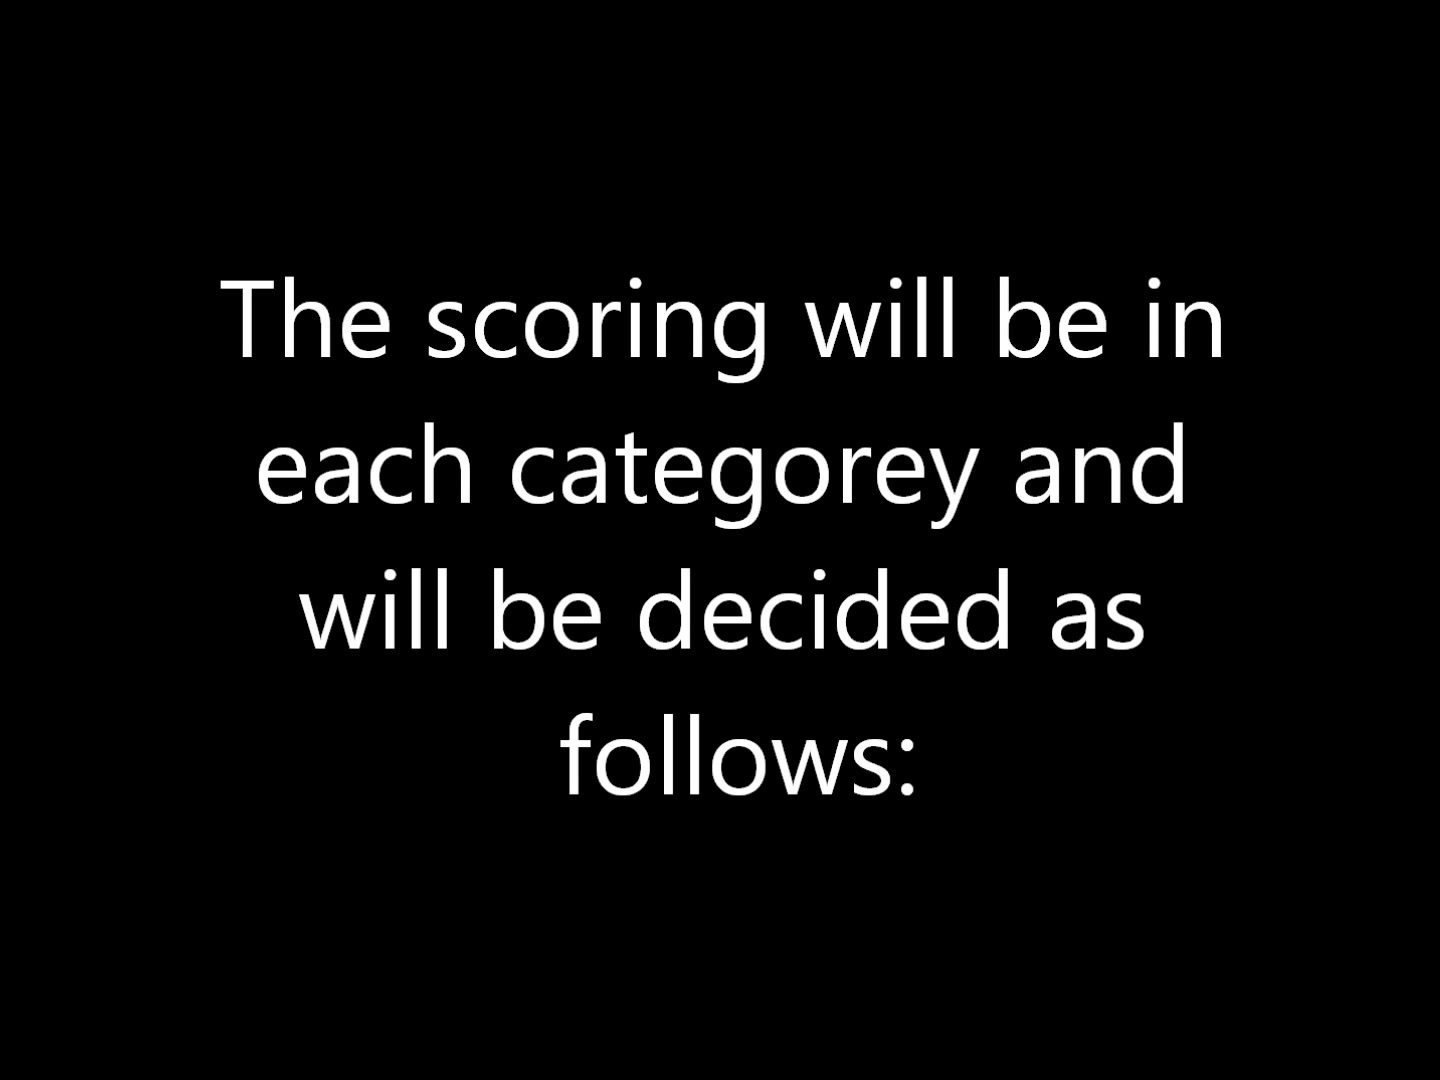 The scoring will be in
each categorey and
will be decided as
follows: